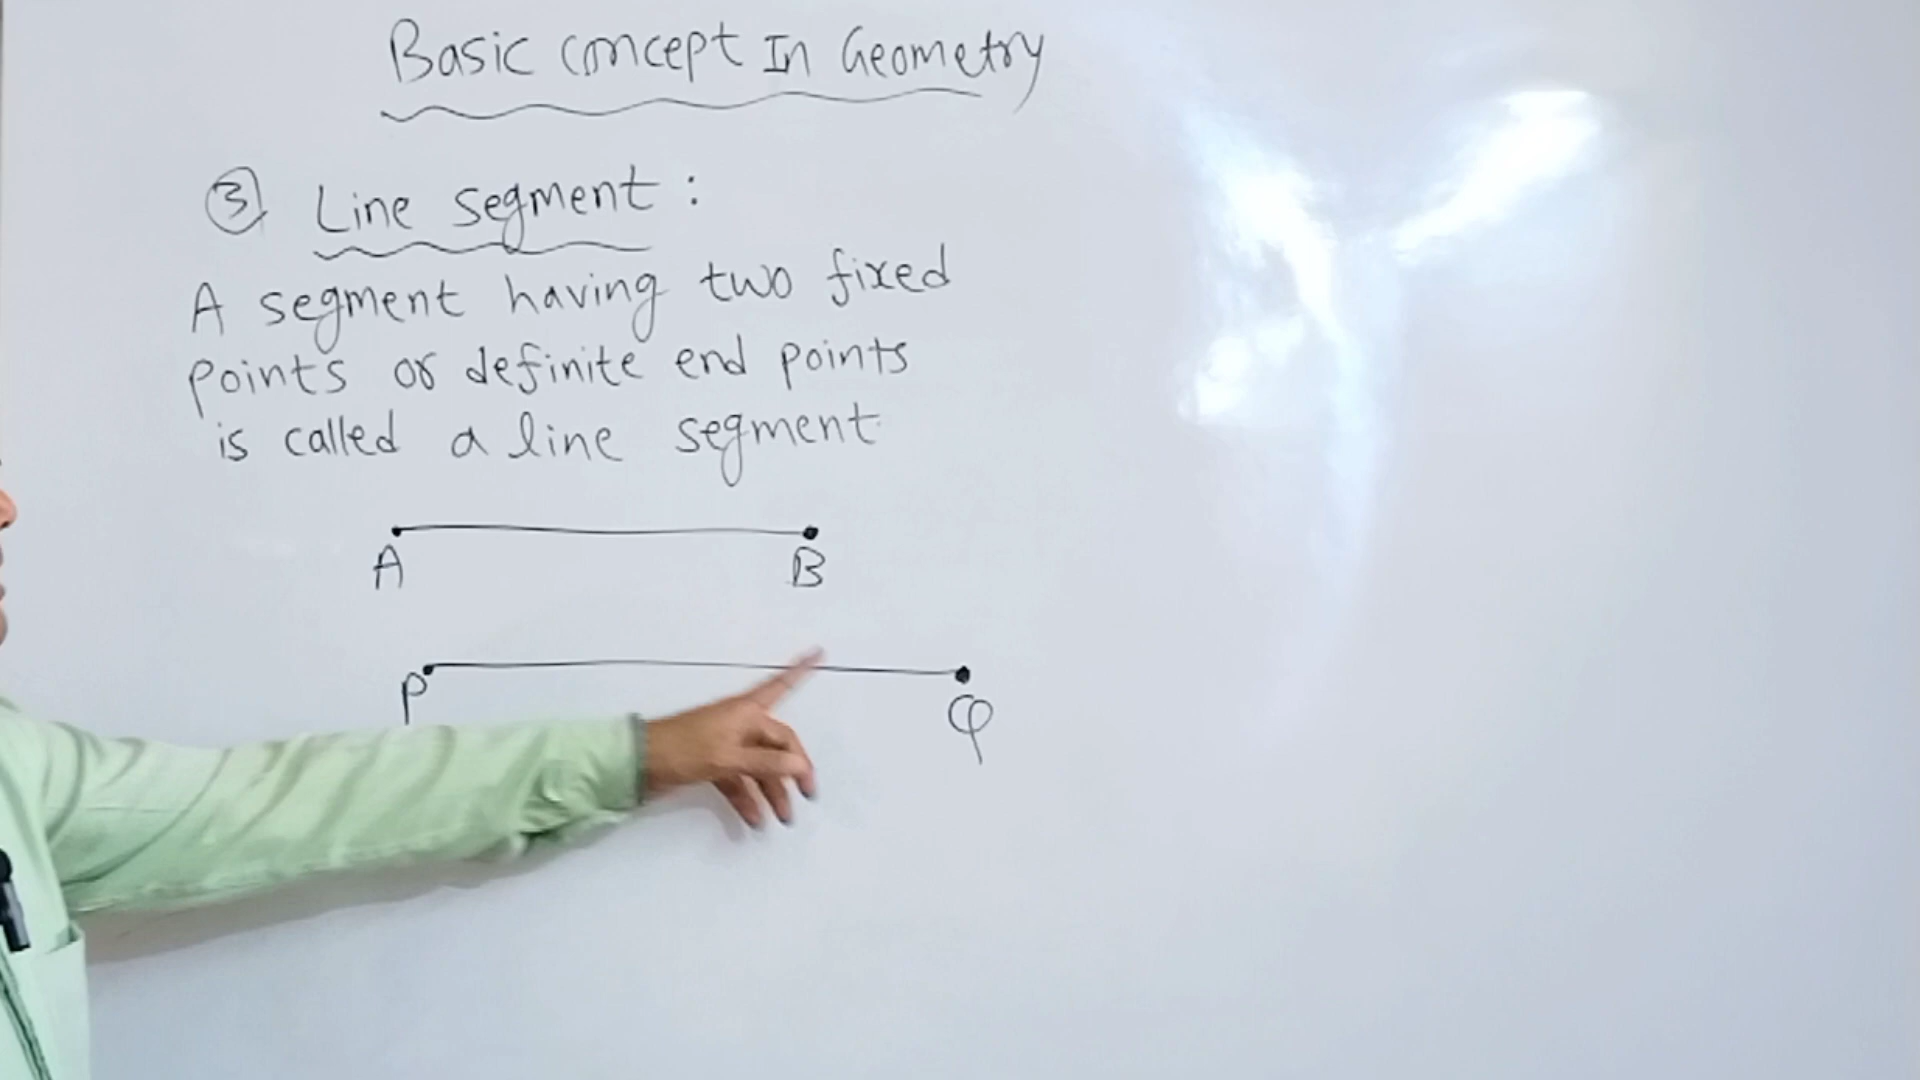 Basic concept In Geometry
③ Line segment :
A segment having two fixed
points or definite end points
is called a line segment
A B
P Q